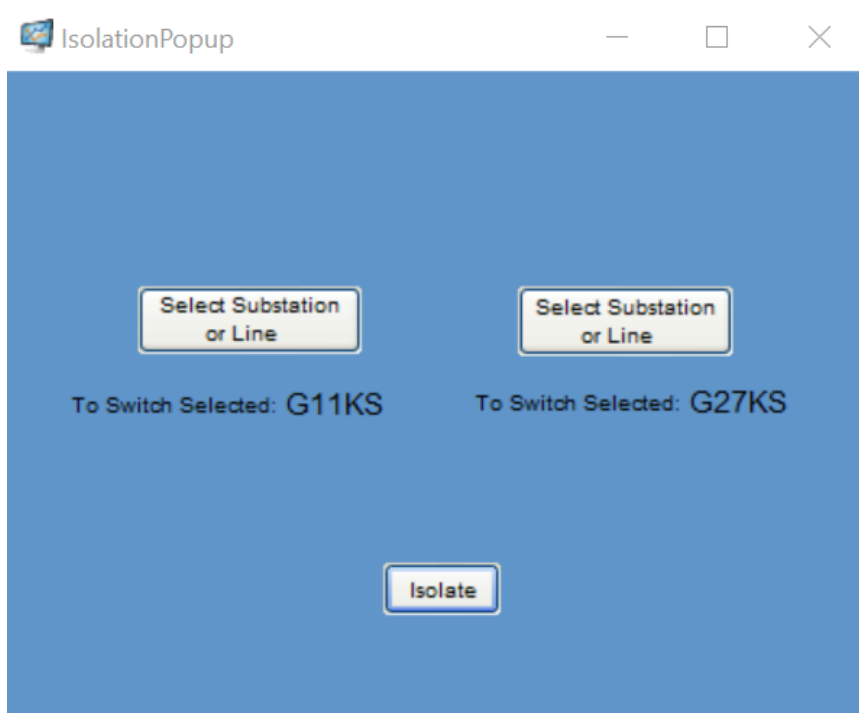 IsolationPopup
Select Substation
or Line
Select Substation
or Line
To Switch Selected: G11KS
To Switch Selected: G27KS
Isolate